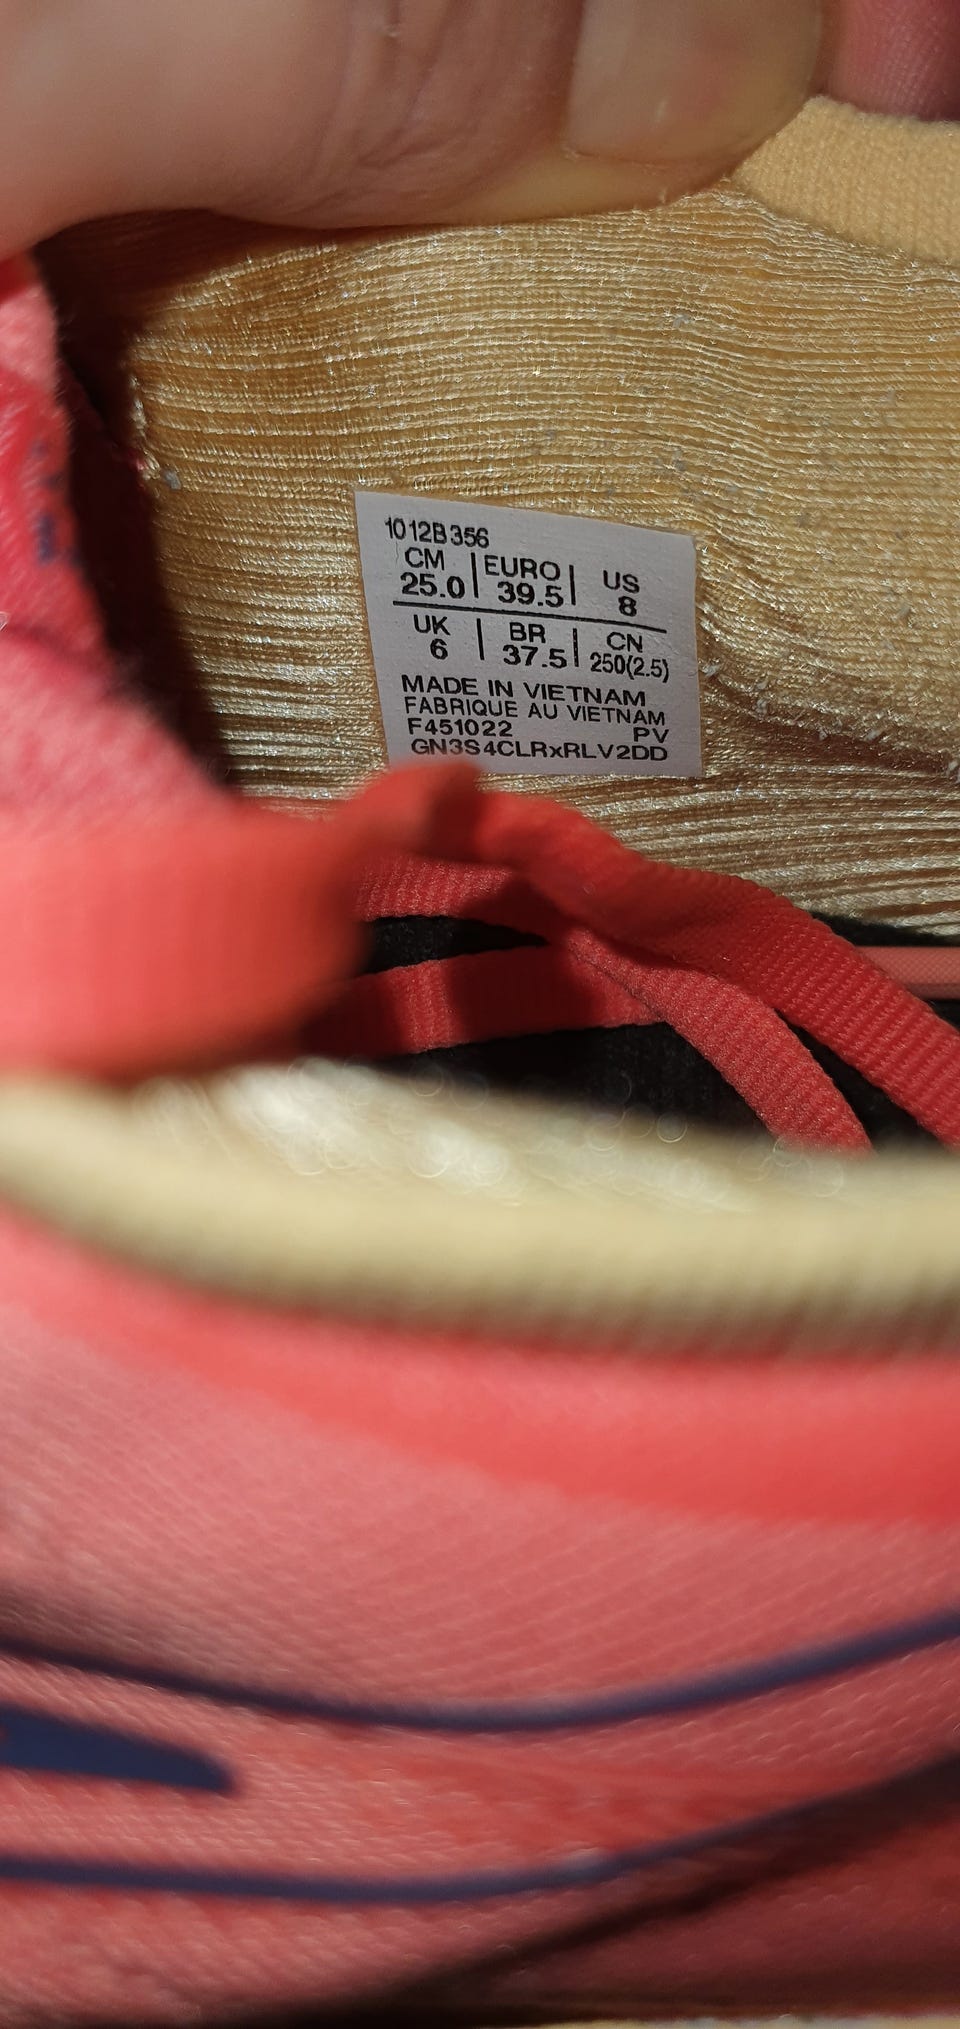 1012B356
CM | EURO | US
25.0 | 39.5 | 8
UK | BR | CN
6 | 37.5 | 250(2.5)
MADE IN VIETNAM
FABRIQUE AU VIETNAM
F451022 PV
GN3S4CLRxRLV2DD